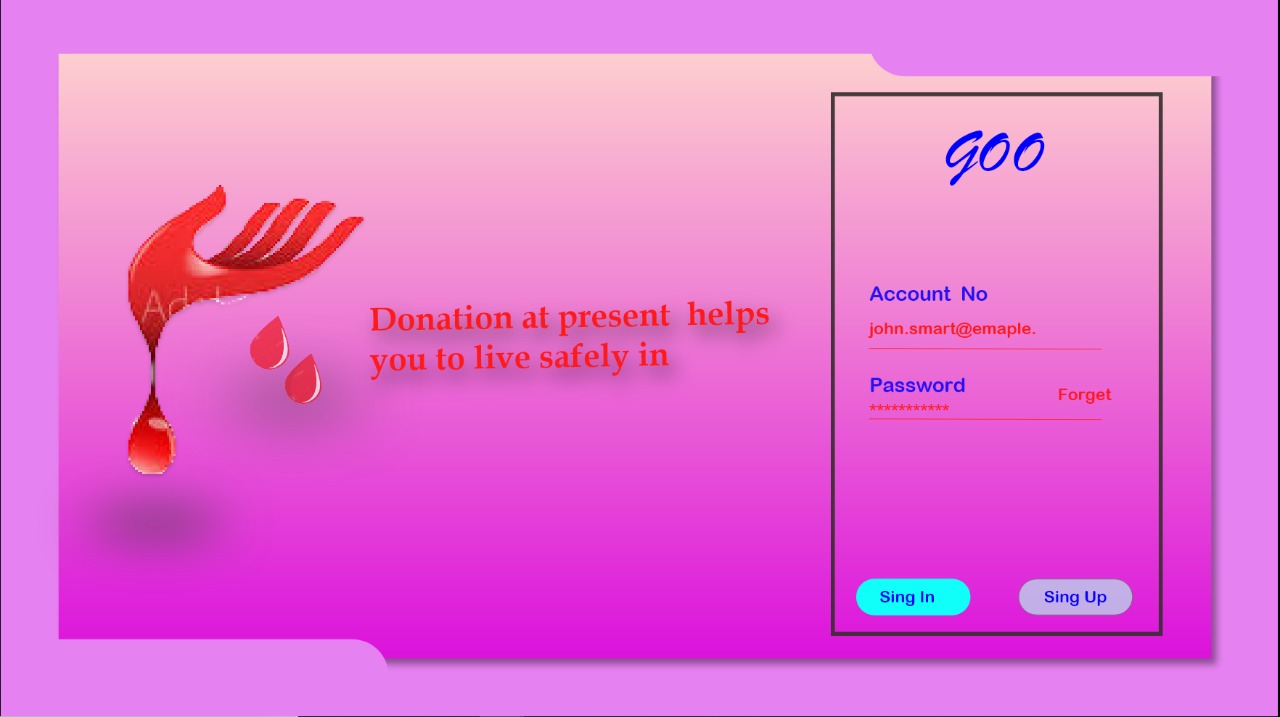 GOO
Donation at present helps
you to live safely in
Account No
john.smart@emaple.
Password
Forget
***********
Sing In
Sing Up